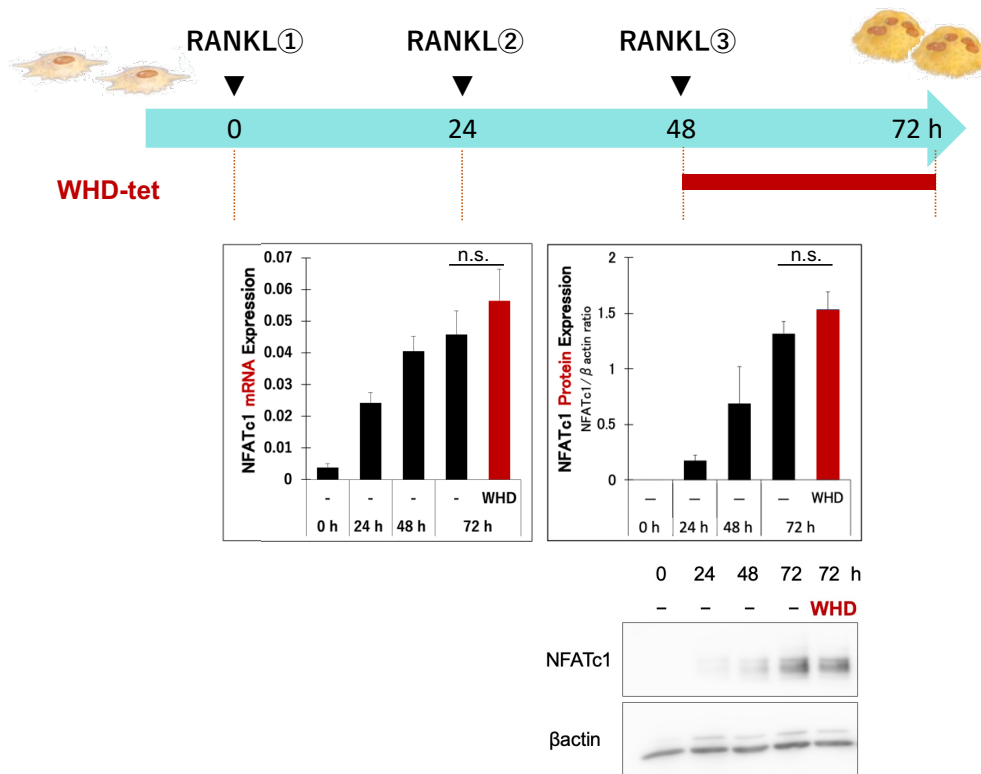 RANKL① RANKL② RANKL③
0 24 48 72 h
WHD-tet
NFATc1 mRNA Expression
0.07
0.06
0.05
0.04
0.03
0.02
0.01
0
n.s.
- - - - WHD
0 h 24 h 48 h 72 h
NFATc1 Protein Expression
NFATc1/β actin ratio
2
1.5
1
0.5
0
n.s.
— — — — WHD
0 h 24 h 48 h 72 h
0 24 48 72 72 h
– – – – WHD
NFATc1
βactin